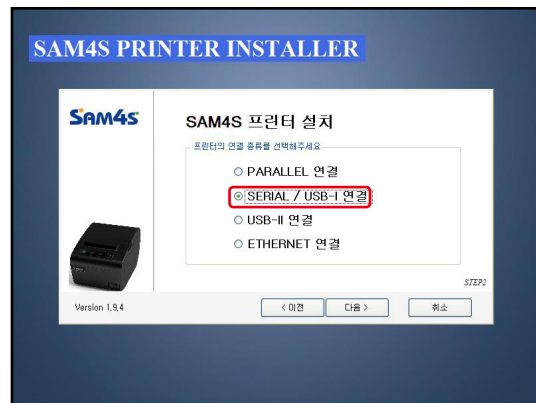 SAM4S PRINTER INSTALLER
SAM4S
SAM4S 프린터 설치
프린터의 연결 종류를 선택해주세요
PARALLEL 연결
SERIAL / USB-I 연결
USB-II 연결
ETHERNET 연결
STEP2
Version 1.9.4
< 이전
다음 >
취소